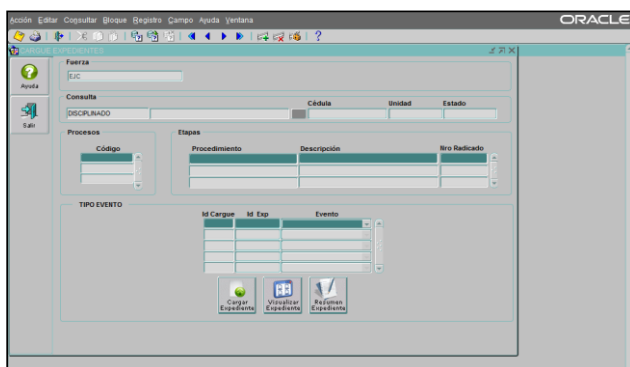 Acción Editar Consultar Bloque Registro Campo Ayuda Ventana
ORACLE
CARGUE EXPEDIENTES
Ayuda
Salir
Fuerza
EJC
Consulta
Cédula Unidad Estado
DISCIPLINADO
Procesos
Código
Etapas
Procedimiento Descripción Nro Radicado
TIPO EVENTO
Id Cargue Id Exp Evento
Cargar Expediente
Visualizar Expediente
Resumen Expediente